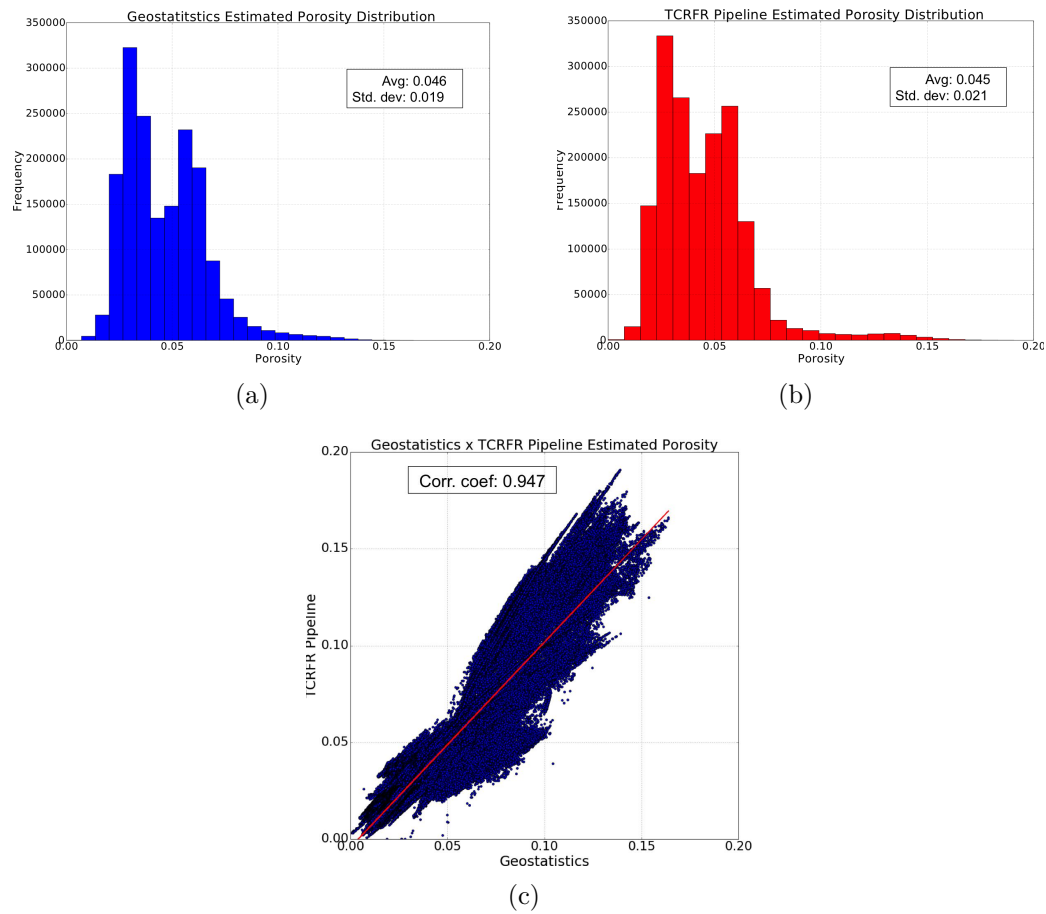 Geostatitstics Estimated Porosity Distribution
350000
300000
250000
200000
150000
100000
50000
0
Frequency
Avg: 0.046
Std. dev: 0.019
0.00
0.05
0.10
0.15
0.20
Porosity
(a)
TCRFR Pipeline Estimated Porosity Distribution
350000
300000
250000
200000
150000
100000
50000
0
Frequency
Avg: 0.045
Std. dev: 0.021
0.00
0.05
0.10
0.15
0.20
Porosity
(b)
Geostatistics x TCRFR Pipeline Estimated Porosity
0.20
0.15
0.10
0.05
0.00
TCRFR Pipeline
Corr. coef: 0.947
0.00
0.05
0.10
0.15
0.20
Geostatistics
(c)